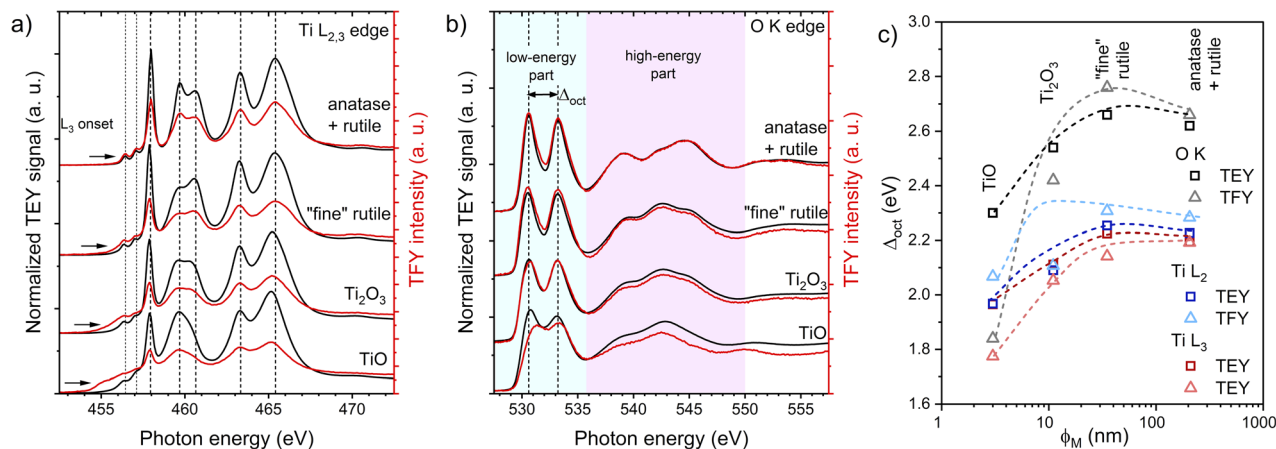 a)
Ti L2,3 edge
L3 onset
anatase
+ rutile
"fine" rutile
Ti2O3
TiO
Normalized TEY signal (a. u.)
TFY intensity (a. u.)
455 460 465 470
Photon energy (eV)
b)
O K edge
low-energy
part
high-energy
part
Δoct
anatase
+ rutile
"fine" rutile
Ti2O3
TiO
Normalized TEY signal (a. u.)
TFY intensity (a. u.)
530 535 540 545 550 555
Photon energy (eV)
c)
3.0
2.8
2.6
2.4
2.2
2.0
1.8
1.6
Δoct (eV)
TiO
Ti2O3
"fine"
rutile
anatase
+ rutile
O K
TEY
TFY
Ti L2
TEY
TFY
Ti L3
TEY
TEY
1 10 100 1000
ϕM (nm)